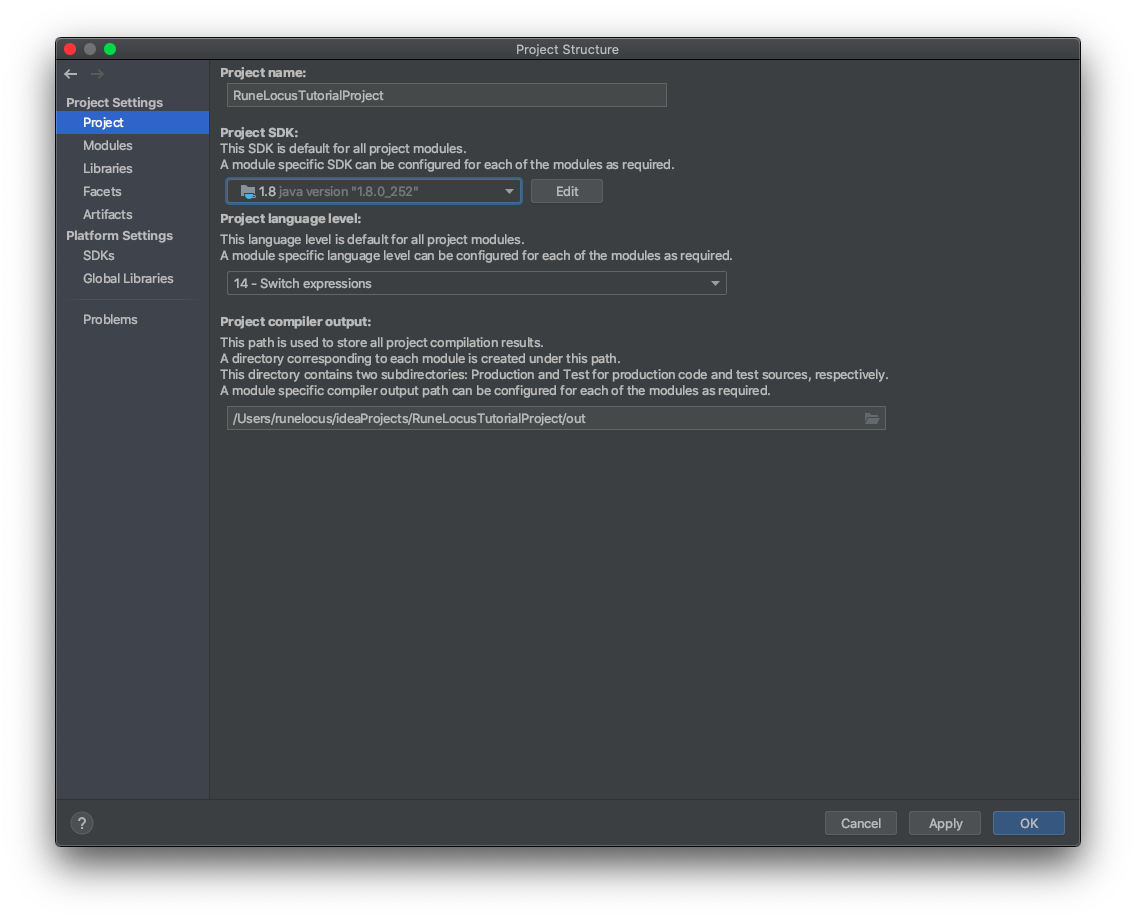 Project Structure
Project Settings
Project
Modules
Libraries
Facets
Artifacts
Platform Settings
SDKs
Global Libraries
Problems
Project name:
RuneLocusTutorialProject
Project SDK:
This SDK is default for all project modules.
A module specific SDK can be configured for each of the modules as required.
1.8 java version "1.8.0_252"
Edit
Project language level:
This language level is default for all project modules.
A module specific language level can be configured for each of the modules as required.
14 - Switch expressions
Project compiler output:
This path is used to store all project compilation results.
A directory corresponding to each module is created under this path.
This directory contains two subdirectories: Production and Test for production code and test sources, respectively.
A module specific compiler output path can be configured for each of the modules as required.
/Users/runelocus/ideaProjects/RuneLocusTutorialProject/out
?
Cancel
Apply
OK